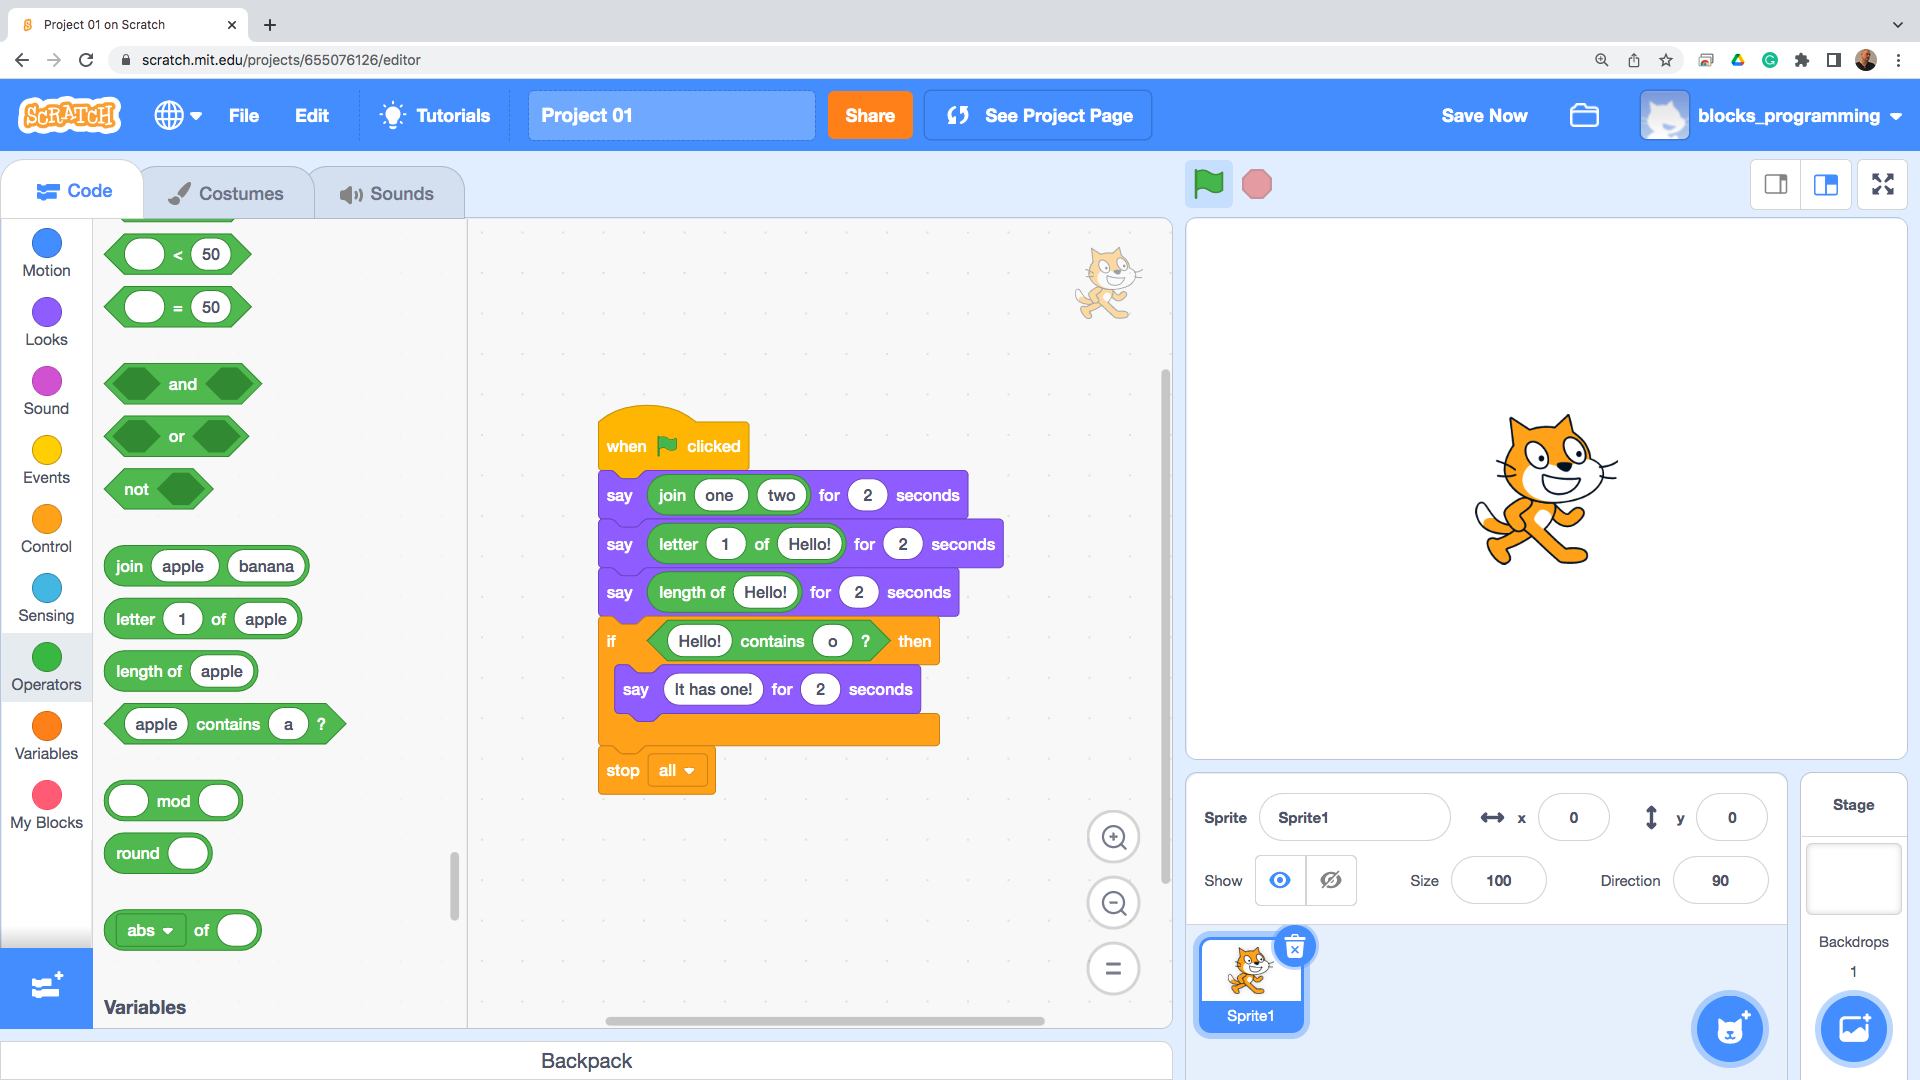 Project 01 on Scratch
scratch.mit.edu/projects/655076126/editor
SCRATCH File Edit Tutorials Project 01 Share See Project Page Save Now blocks_programming
Code Costumes Sounds
Motion
Looks
Sound
Events
Control
Sensing
Operators
Variables
My Blocks
< 50
= 50
and
or
not
join apple banana
letter 1 of apple
length of apple
apple contains a ?
mod
round
abs of
Variables
when clicked
say join one two for 2 seconds
say letter 1 of Hello! for 2 seconds
say length of Hello! for 2 seconds
if Hello! contains o ? then
say It has one! for 2 seconds
stop all
Backpack
Sprite Sprite1 x 0 y 0
Show Size 100 Direction 90
Sprite1
Stage
Backdrops
1